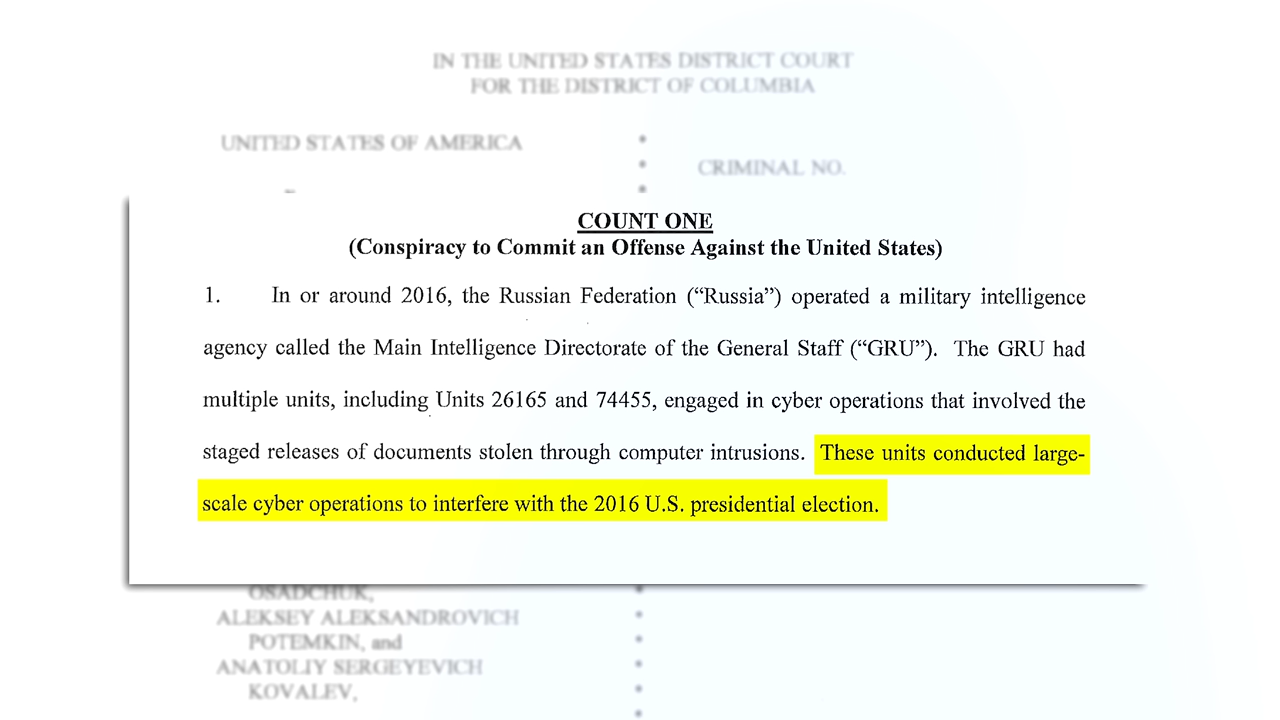 IN THE UNITED STATES DISTRICT COURT
FOR THE DISTRICT OF COLUMBIA
UNITED STATES OF AMERICA
CRIMINAL NO.
COUNT ONE
(Conspiracy to Commit an Offense Against the United States)
1. In or around 2016, the Russian Federation (“Russia”) operated a military intelligence
agency called the Main Intelligence Directorate of the General Staff (“GRU”). The GRU had
multiple units, including Units 26165 and 74455, engaged in cyber operations that involved the
staged releases of documents stolen through computer intrusions. These units conducted large-
scale cyber operations to interfere with the 2016 U.S. presidential election.
OSADCHUK,
ALEKSEY ALEKSANDROVICH
POTEMKIN, and
ANATOLIY SERGEYEVICH
KOVALEV,